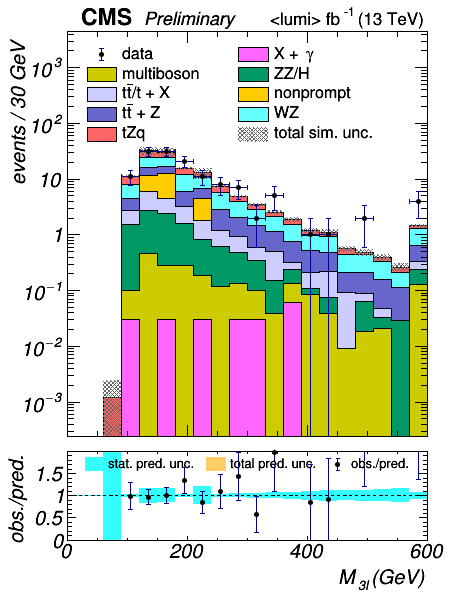 CMS Preliminary <lumi> fb⁻¹ (13 TeV)
events / 30 GeV
10³
10²
10
1
10⁻¹
10⁻²
10⁻³
data
X + γ
multiboson
ZZ/H
tt̄/t + X
nonprompt
tt̄ + Z
WZ
tZq
total sim. unc.
obs./pred.
1.5
1
0.5
0
stat. pred. unc. total pred. unc. obs./pred.
0 200 400 600
M₃ₗ (GeV)